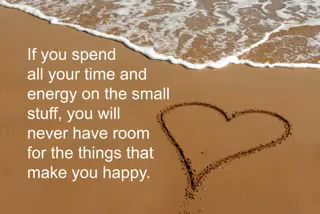 If you spend
all your time and
energy on the small
stuff, you will
never have room
for the things that
make you happy.